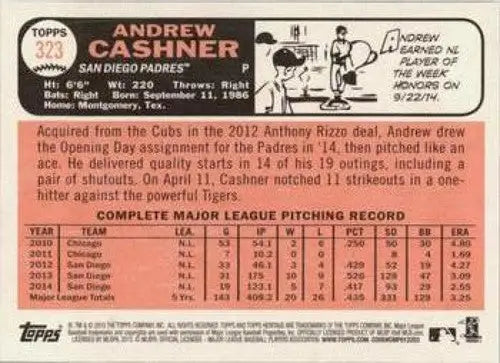 TOPPS
323
ANDREW
CASHNER
SAN DIEGO PADRES™ P
Ht: 6'6" Wt: 220 Throws: Right
Bats: Right Born: September 11, 1986
Home: Montgomery, Tex.
ANDREW
EARNED NL
PLAYER OF
THE WEEK
HONORS ON
9/22/14.
Acquired from the Cubs in the 2012 Anthony Rizzo deal, Andrew drew
the Opening Day assignment for the Padres in '14, then pitched like an
ace. He delivered quality starts in 14 of his 19 outings, including a
pair of shutouts. On April 11, Cashner notched 11 strikeouts in a one-
hitter against the powerful Tigers.
COMPLETE MAJOR LEAGUE PITCHING RECORD
YEAR TEAM LEA. G IP W L PCT SO BB ERA
2010 Chicago N.L. 53 54.1 2 6 .250 50 30 4.80
2011 Chicago N.L. 7 10.2 0 0 8 4 1.69
2012 San Diego N.L. 33 46.1 3 4 .429 52 19 4.27
2013 San Diego N.L. 31 175 10 9 .526 128 47 3.09
2014 San Diego N.L. 19 123.1 5 7 .417 93 29 2.55
Major League Totals 5 Yrs. 143 409.2 20 26 .435 331 129 3.25
Topps